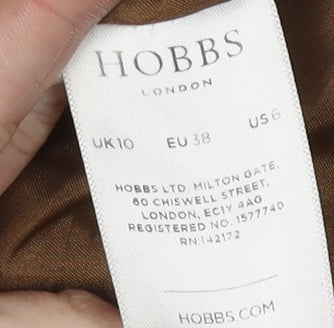 HOBBS
LONDON
UK10 EU 38 US 6
HOBBS LTD. MILTON GATE,
60 CHISWELL STREET,
LONDON, EC1Y 4AG
REGISTERED NO. 1577740
RN:142172
HOBBS.COM